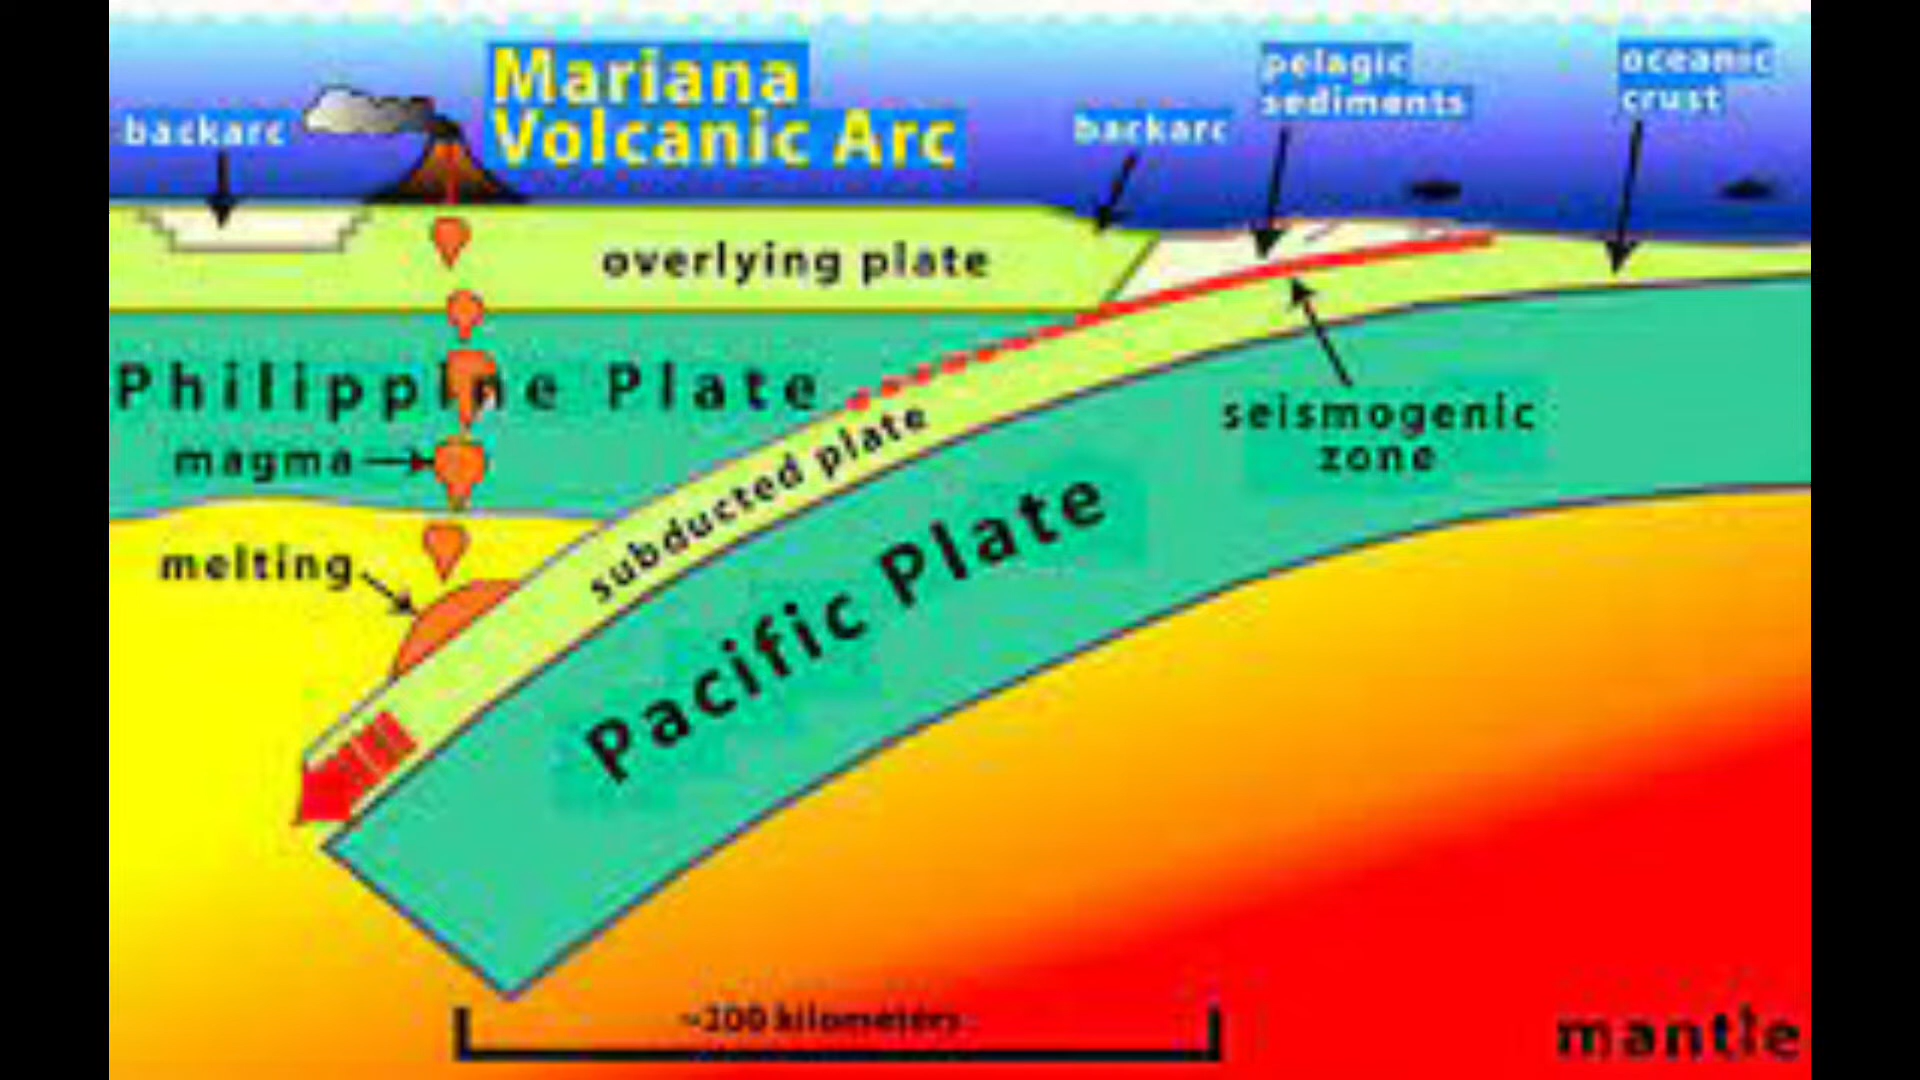 Mariana
Volcanic Arc
backarc
backarc
pelagic
sediments
oceanic
crust
overlying plate
Philippine Plate
magma
melting
subducted plate
Pacific Plate
seismogenic
zone
kilometers
mantle